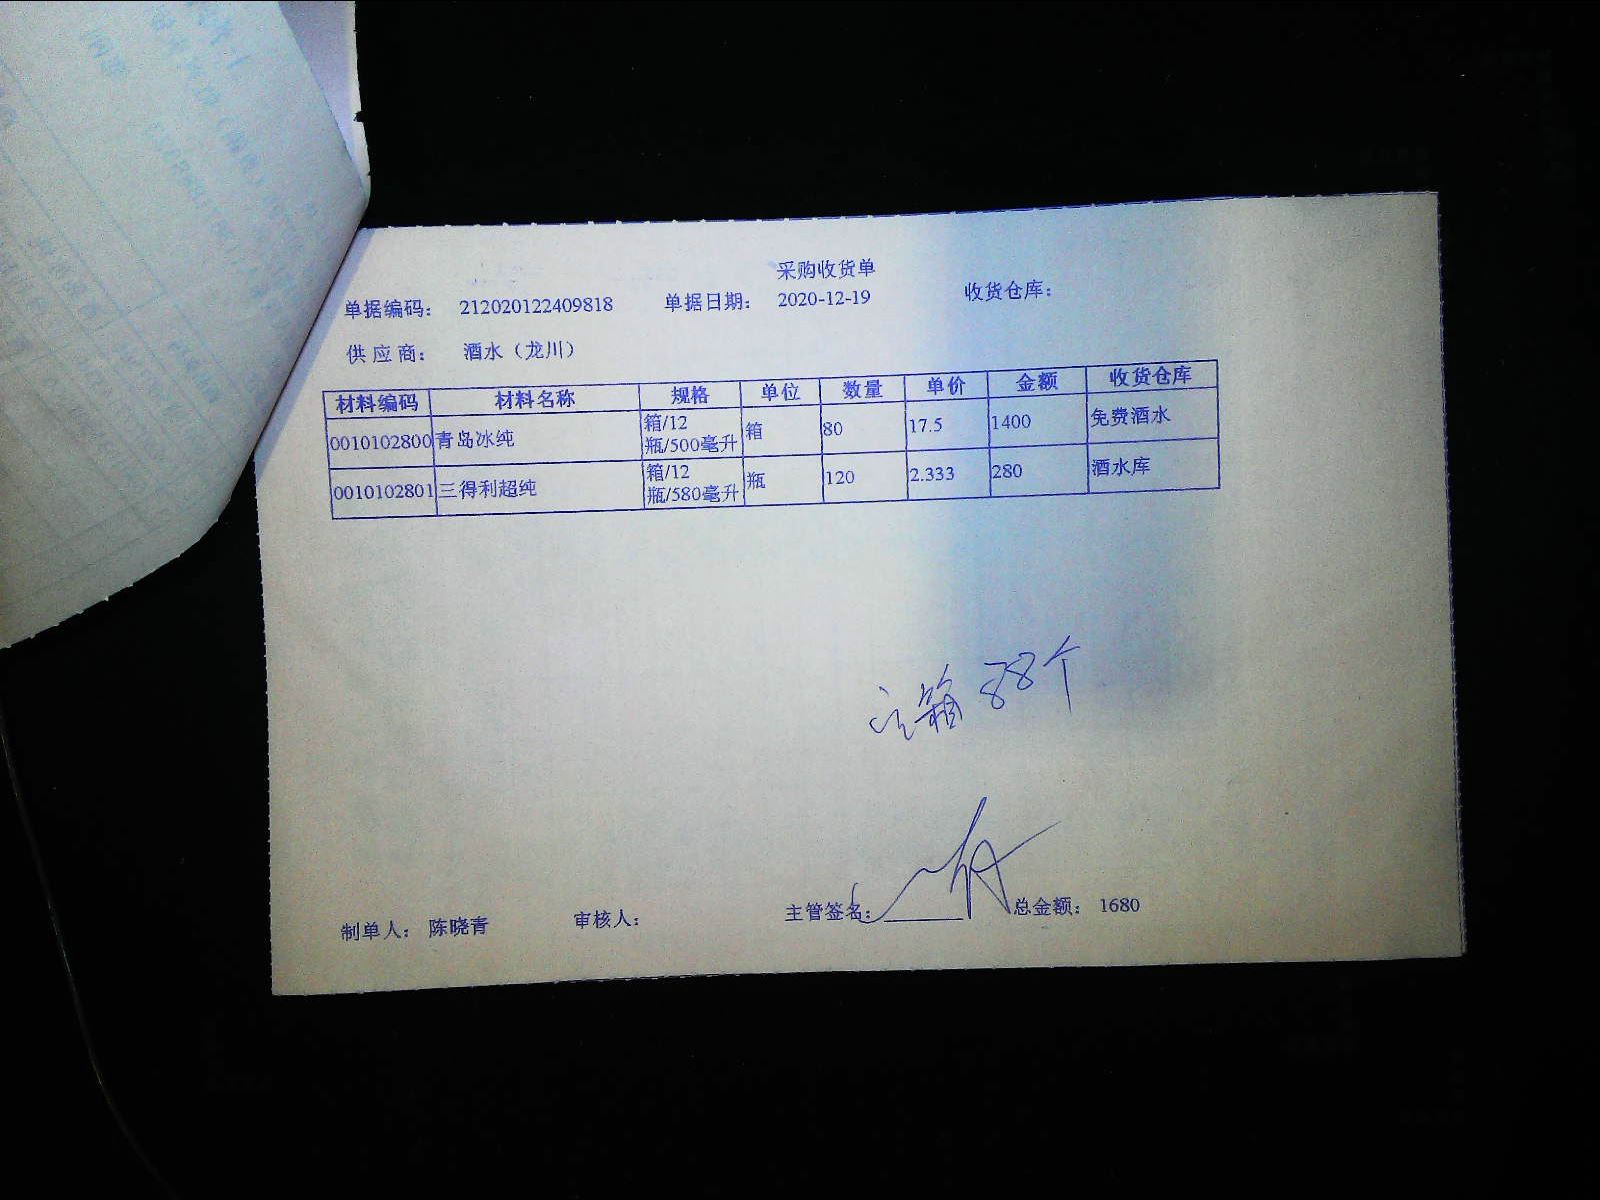 采购收货单
单据编码： 212020122409818 单据日期： 2020-12-19 收货仓库：
供 应 商： 酒水（龙川）
材料编码 材料名称 规格 单位 数量 单价 金额 收货仓库
0010102800 青岛冰纯 箱/12瓶/500毫升 箱 80 17.5 1400 免费酒水
0010102801 三得利超纯 箱/12瓶/580毫升 瓶 120 2.333 280 酒水库
空箱 88个
制单人： 陈晓青 审核人： 主管签名： 总金额： 1680